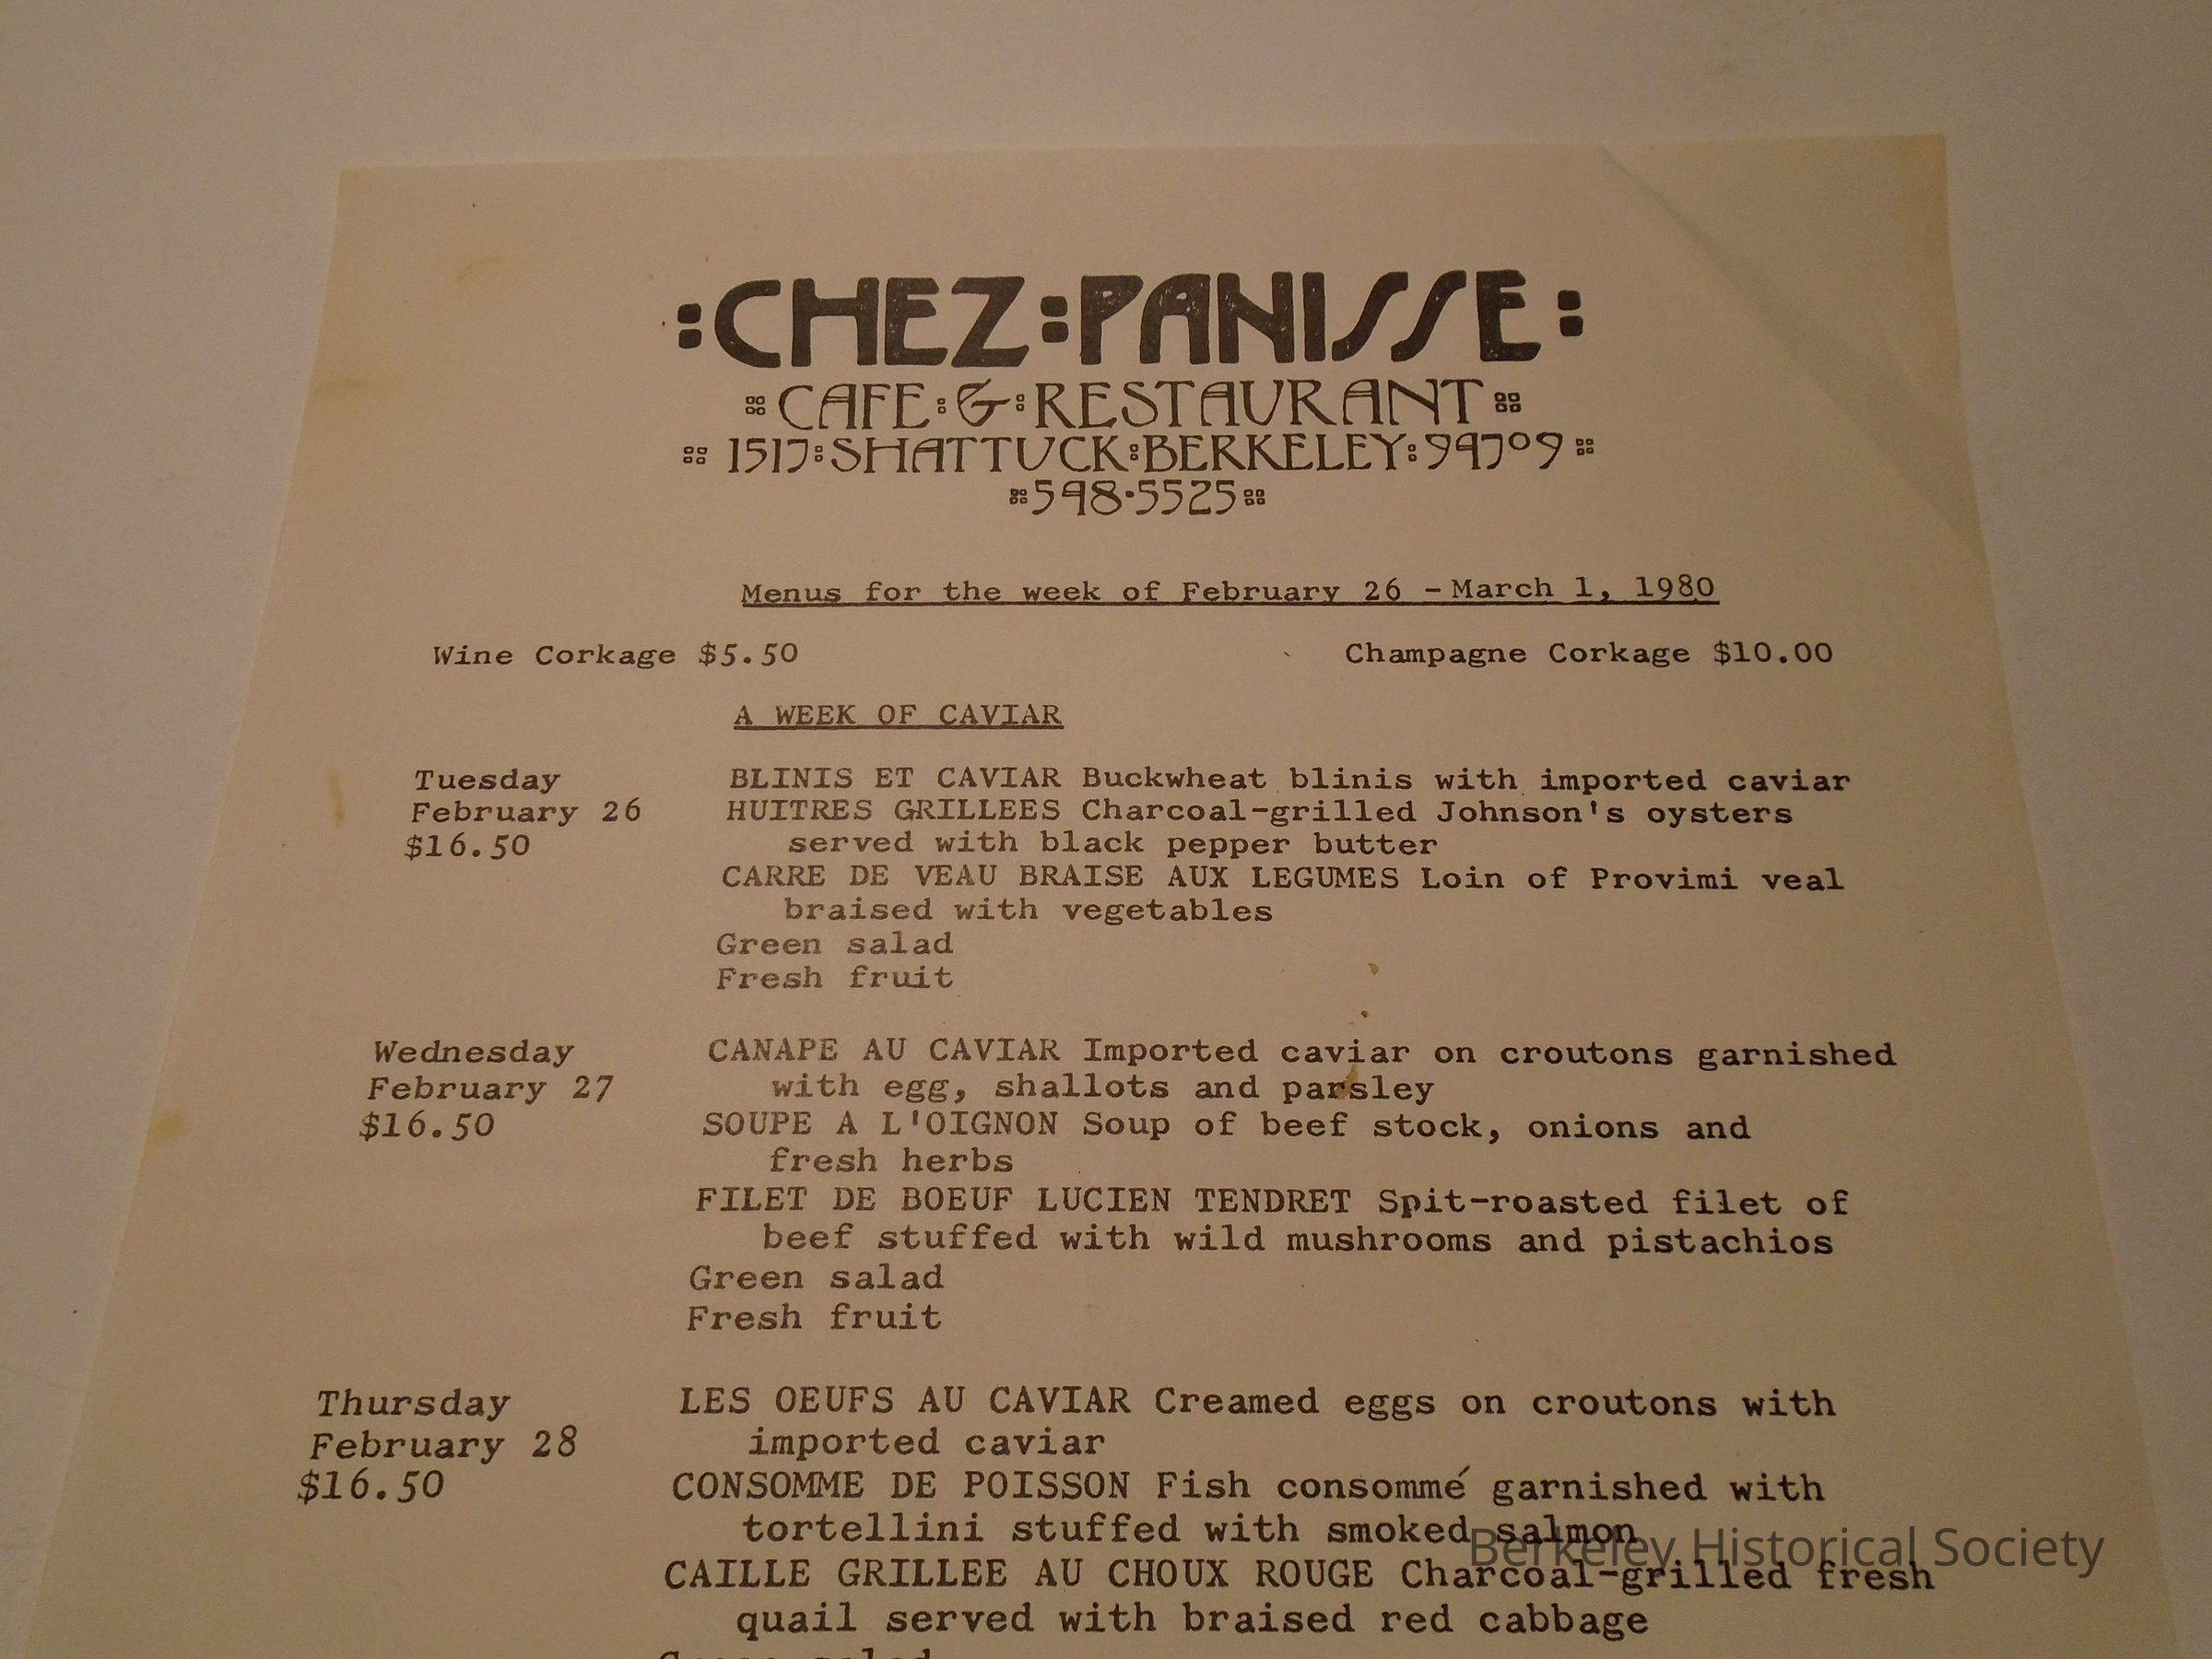 :CHEZ:PANISSE:
CAFE:&:RESTAURANT
1517:SHATTUCK:BERKELEY:94709
548·5525
Menus for the week of February 26 - March 1, 1980
Wine Corkage $5.50 Champagne Corkage $10.00
A WEEK OF CAVIAR
Tuesday BLINIS ET CAVIAR Buckwheat blinis with imported caviar
February 26 HUITRES GRILLEES Charcoal-grilled Johnson's oysters
$16.50 served with black pepper butter
CARRE DE VEAU BRAISE AUX LEGUMES Loin of Provimi veal
braised with vegetables
Green salad
Fresh fruit
Wednesday CANAPE AU CAVIAR Imported caviar on croutons garnished
February 27 with egg, shallots and parsley
$16.50 SOUPE A L'OIGNON Soup of beef stock, onions and
fresh herbs
FILET DE BOEUF LUCIEN TENDRET Spit-roasted filet of
beef stuffed with wild mushrooms and pistachios
Green salad
Fresh fruit
Thursday LES OEUFS AU CAVIAR Creamed eggs on croutons with
February 28 imported caviar
$16.50 CONSOMME DE POISSON Fish consommé garnished with
tortellini stuffed with smoked salmon
CAILLE GRILLEE AU CHOUX ROUGE Charcoal-grilled fresh
quail served with braised red cabbage
Green salad
Berkeley Historical Society